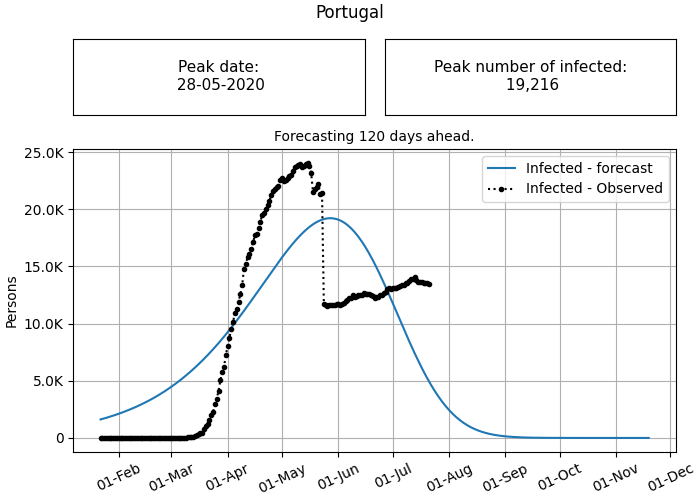 Portugal
Peak date:
28-05-2020
Peak number of infected:
19,216
Forecasting 120 days ahead.
Infected - forecast
Infected - Observed
Persons
25.0K
20.0K
15.0K
10.0K
5.0K
0
01-Feb
01-Mar
01-Apr
01-May
01-Jun
01-Jul
01-Aug
01-Sep
01-Oct
01-Nov
01-Dec